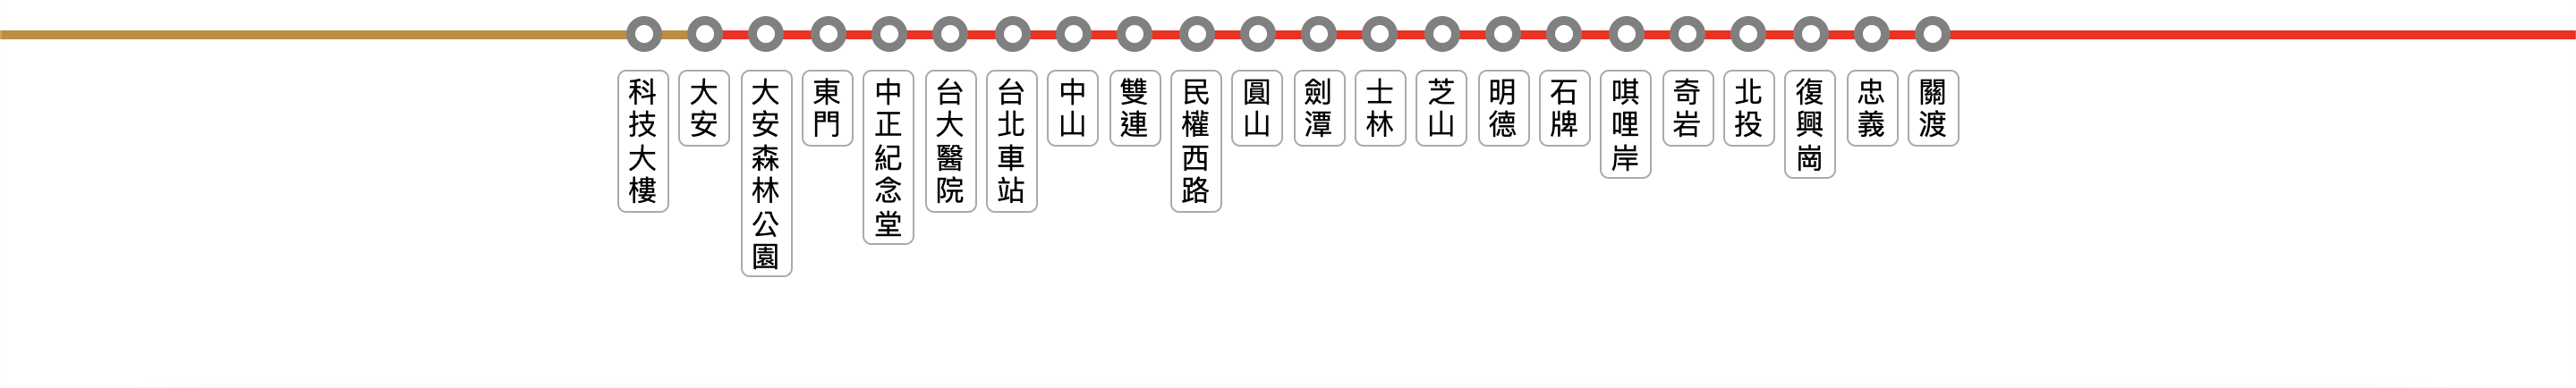 科技大樓
大安
大安森林公園
東門
中正紀念堂
台大醫院
台北車站
中山
雙連
民權西路
圓山
劍潭
士林
芝山
明德
石牌
唭哩岸
奇岩
北投
復興崗
忠義
關渡